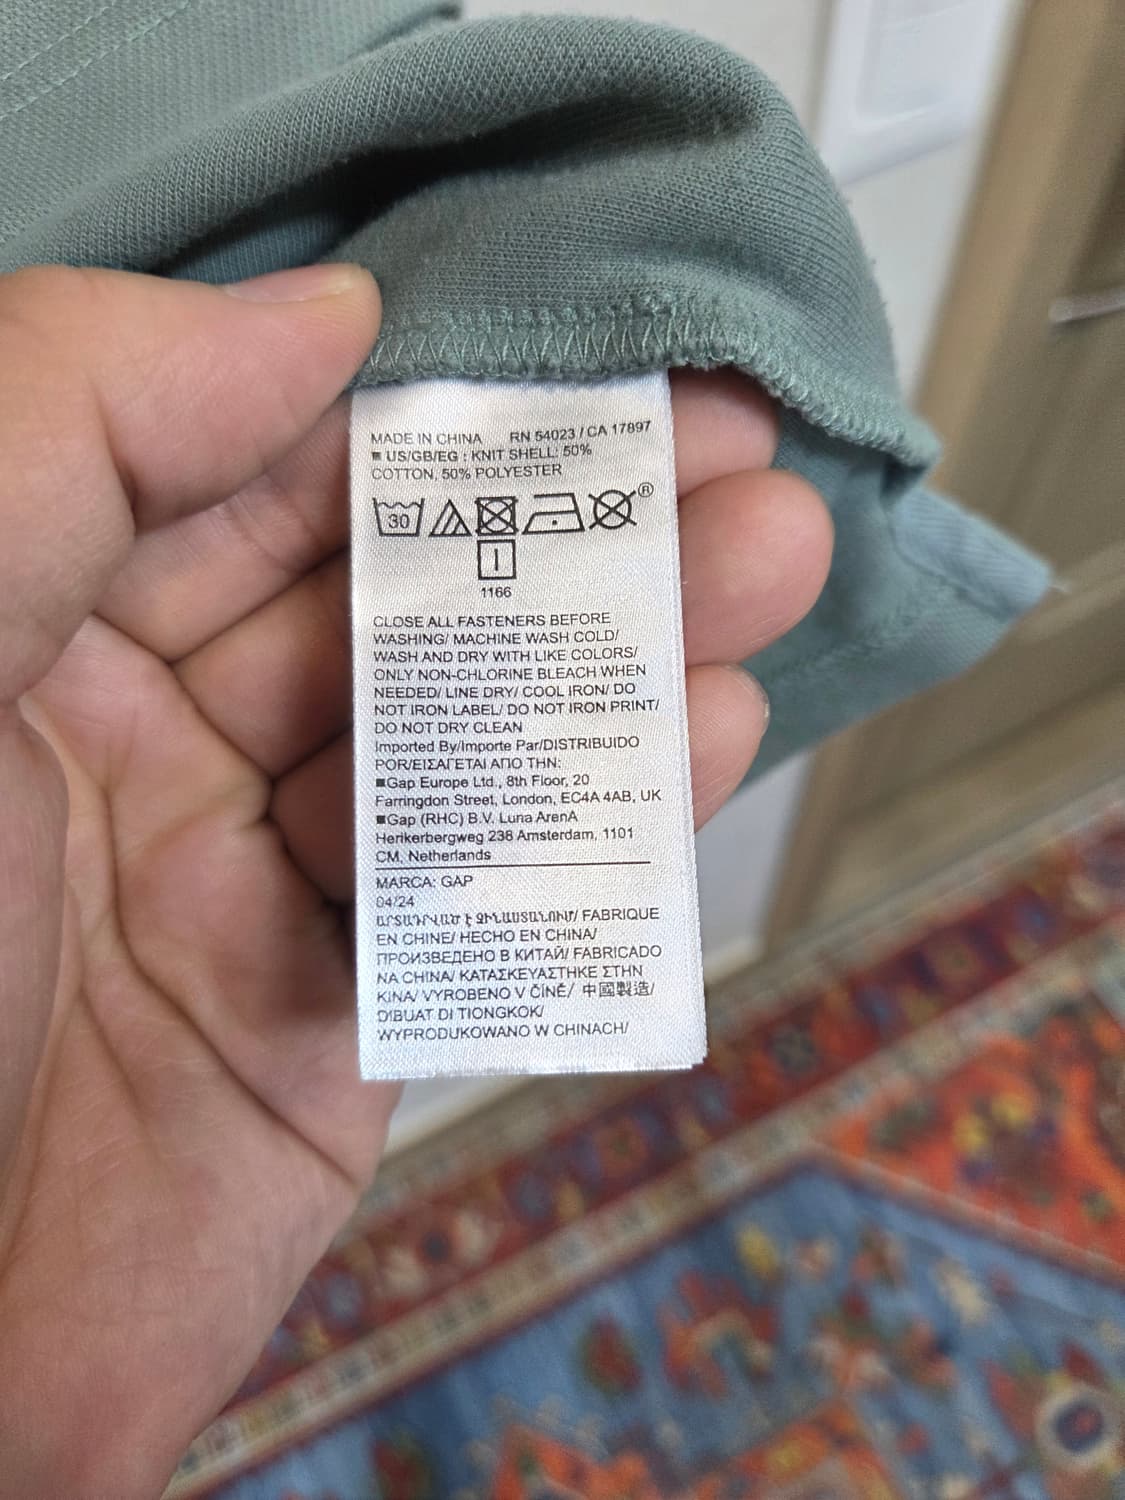 MADE IN CHINA RN 54023 / CA 17897
■ US/GB/EG : KNIT SHELL: 50%
COTTON, 50% POLYESTER
30
®
1166
CLOSE ALL FASTENERS BEFORE
WASHING/ MACHINE WASH COLD/
WASH AND DRY WITH LIKE COLORS/
ONLY NON-CHLORINE BLEACH WHEN
NEEDED/ LINE DRY/ COOL IRON/ DO
NOT IRON LABEL/ DO NOT IRON PRINT/
DO NOT DRY CLEAN
Imported By/Importe Par/DISTRIBUIDO
POR/ΕΙΣΑΓΕΤΑΙ ΑΠΟ ΤΗΝ:
■Gap Europe Ltd., 8th Floor, 20
Farringdon Street, London, EC4A 4AB, UK
■Gap (RHC) B.V. Luna ArenA
Herikerbergweg 238 Amsterdam, 1101
CM, Netherlands
MARCA: GAP
04/24
ԱՐՏԱԴՐՎԱԾ Է ՉԻՆԱՍՏԱՆՈՒՄ/ FABRIQUE
EN CHINE/ HECHO EN CHINA/
ПРОИЗВЕДЕНО В КИТАЙ/ FABRICADO
NA CHINA/ ΚΑΤΑΣΚΕΥΑΣΤΗΚΕ ΣΤΗΝ
ΚΙΝΑ/ VYROBENO V ČÍNĚ/ 中國製造/
DIBUAT DI TIONGKOK/
WYPRODUKOWANO W CHINACH/